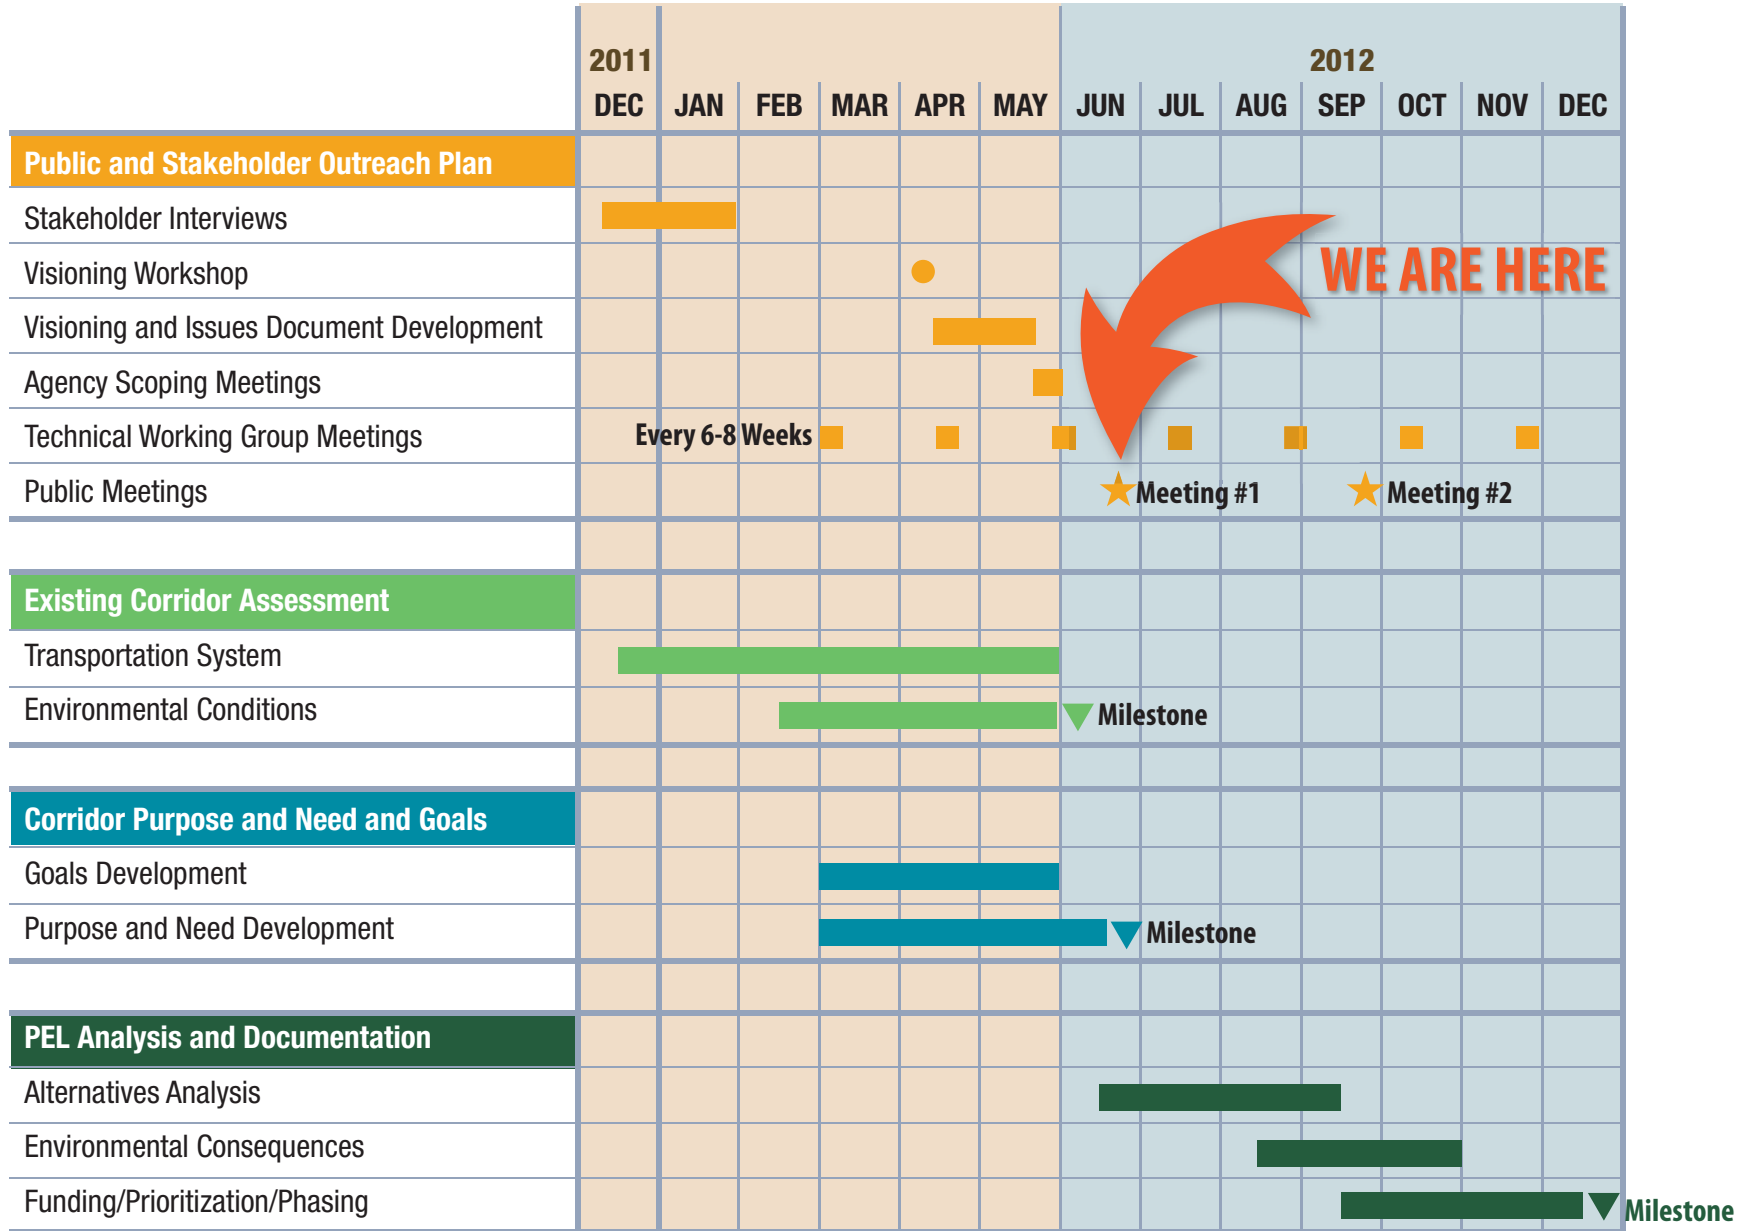 2011 2012
DEC JAN FEB MAR APR MAY JUN JUL AUG SEP OCT NOV DEC
Public and Stakeholder Outreach Plan
Stakeholder Interviews
WE ARE HERE
Visioning Workshop
Visioning and Issues Document Development
Agency Scoping Meetings
Technical Working Group Meetings Every 6-8 Weeks
Public Meetings Meeting #1 Meeting #2
Existing Corridor Assessment
Transportation System
Environmental Conditions Milestone
Corridor Purpose and Need and Goals
Goals Development
Purpose and Need Development Milestone
PEL Analysis and Documentation
Alternatives Analysis
Environmental Consequences
Funding/Prioritization/Phasing Milestone